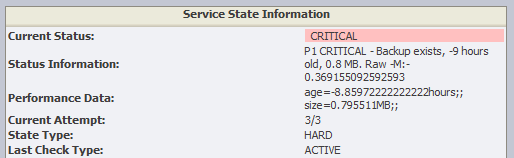 Service State Information
Current Status: CRITICAL
Status Information: P1 CRITICAL - Backup exists, -9 hours
old, 0.8 MB. Raw -M:-
0.369155092592593
Performance Data: age=-8.85972222222222hours;;
size=0.795511MB;;
Current Attempt: 3/3
State Type: HARD
Last Check Type: ACTIVE